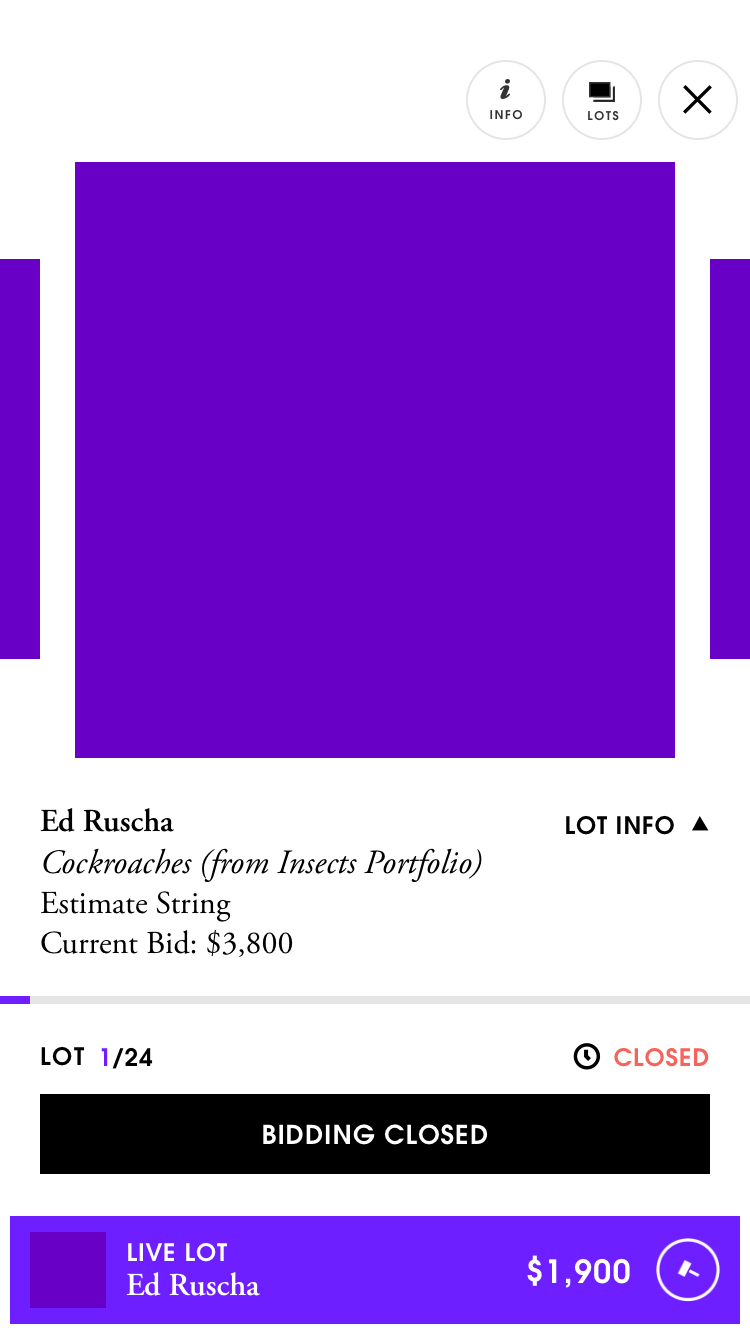 i
INFO
LOTS
Ed Ruscha
LOT INFO ▲
Cockroaches (from Insects Portfolio)
Estimate String
Current Bid: $3,800
LOT 1/24
CLOSED
BIDDING CLOSED
LIVE LOT
Ed Ruscha
$1,900